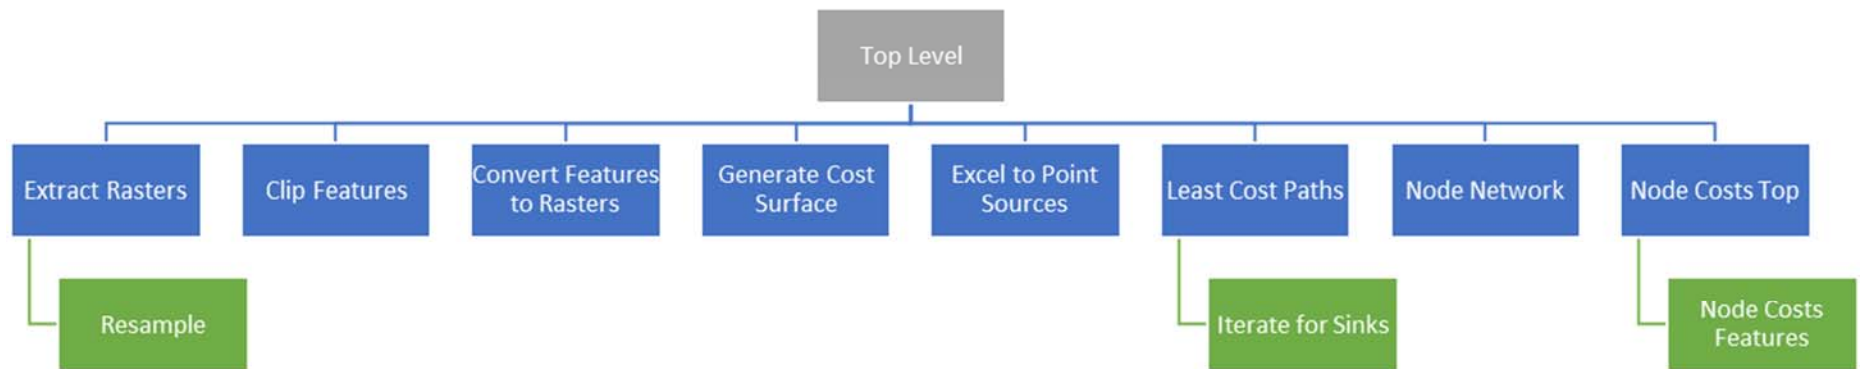 Top Level
Extract Rasters
Clip Features
Convert Features
to Rasters
Generate Cost
Surface
Excel to Point
Sources
Least Cost Paths
Node Network
Node Costs Top
Resample
Iterate for Sinks
Node Costs
Features